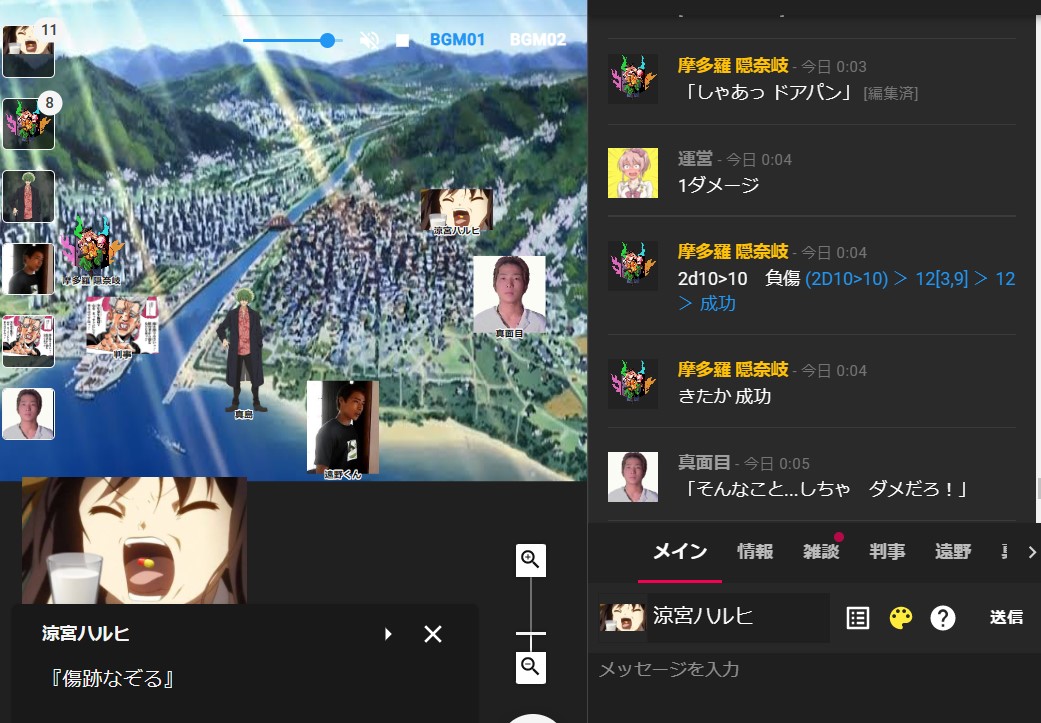 11
BGM01
BGM02
8
涼宮ハルヒ
摩多羅 隠奈岐
真面目
判事
真島
遠野くん
涼宮ハルヒ
『傷跡なぞる』
摩多羅 隠奈岐 - 今日 0:03
「しゃあっ ドアパン」 [編集済]
運営 - 今日 0:04
1ダメージ
摩多羅 隠奈岐 - 今日 0:04
2d10>10 負傷 (2D10>10) ＞ 12[3,9] ＞ 12
＞ 成功
摩多羅 隠奈岐 - 今日 0:04
きたか 成功
真面目 - 今日 0:05
「そんなこと…しちゃ ダメだろ！」
メイン 情報 雑談 判事 遠野
涼宮ハルヒ
送信
メッセージを入力